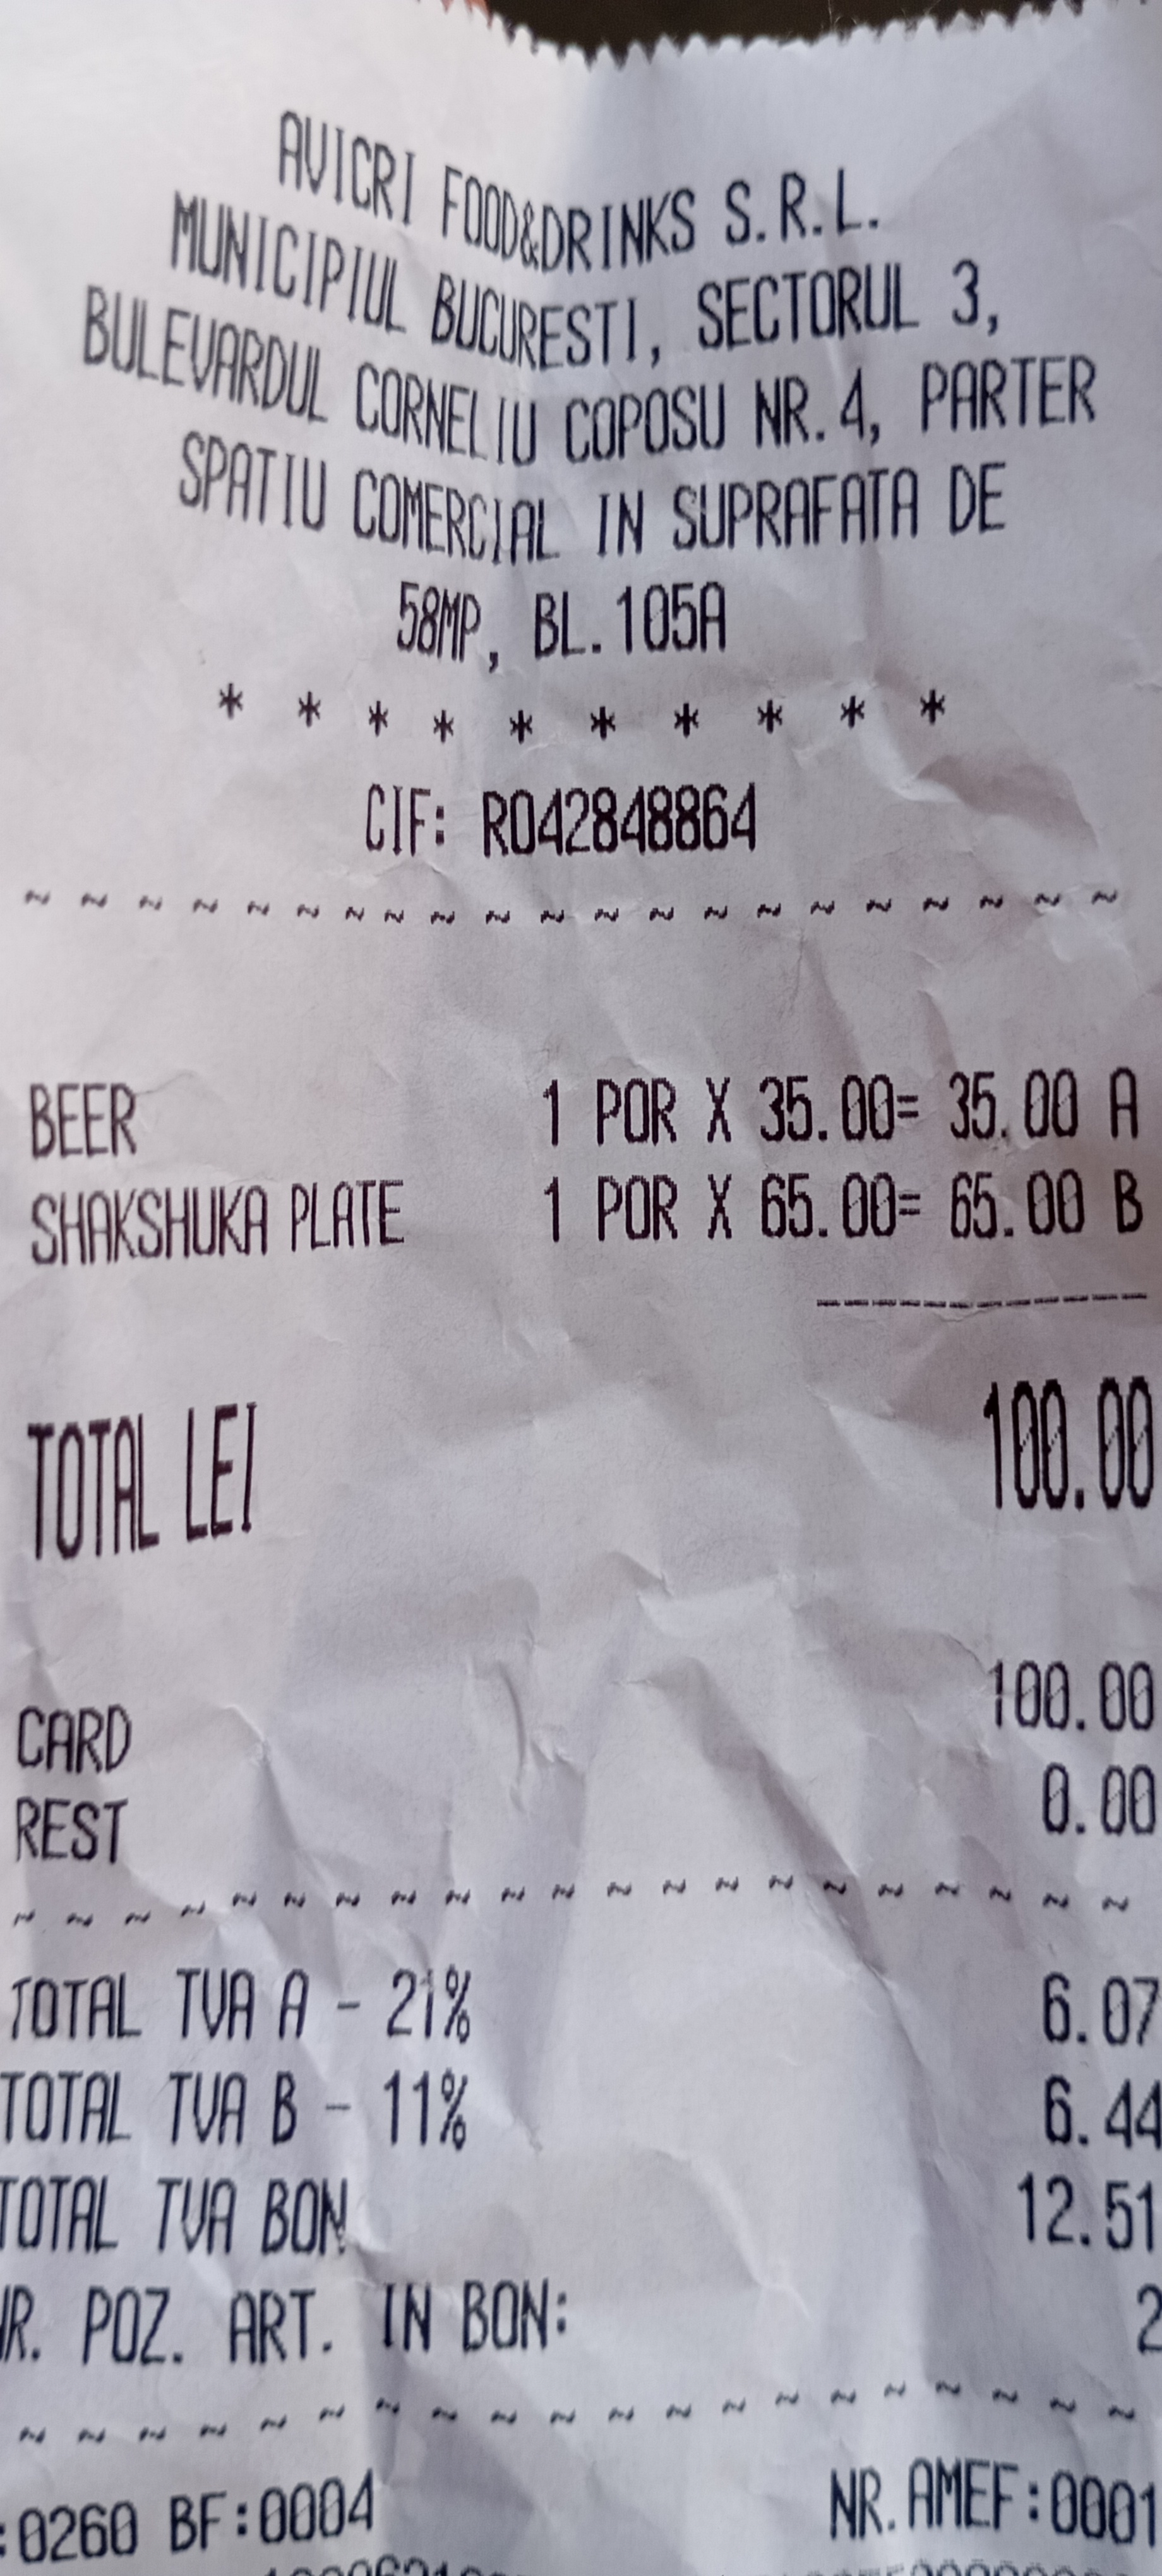 AVICRI FOOD&DRINKS S.R.L.
MUNICIPIUL BUCURESTI, SECTORUL 3,
BULEVARDUL CORNELIU COPOSU NR.4, PARTER
SPATIU COMERCIAL IN SUPRAFATA DE
58MP, BL.105A
* * * * * * * * * *
CIF: RO42848864
~ ~ ~ ~ ~ ~ ~ ~ ~ ~ ~ ~ ~ ~ ~ ~ ~ ~ ~ ~ ~
BEER 1 POR X 35.00= 35.00 A
SHAKSHUKA PLATE 1 POR X 65.00= 65.00 B
------------
TOTAL LEI 100.00
CARD 100.00
REST 0.00
~ ~ ~ ~ ~ ~ ~ ~ ~ ~ ~ ~ ~ ~ ~ ~ ~ ~ ~ ~ ~
TOTAL TVA A - 21% 6.07
TOTAL TVA B - 11% 6.44
TOTAL TVA BON 12.51
R. POZ. ART. IN BON: 2
~ ~ ~ ~ ~ ~ ~ ~ ~ ~ ~ ~ ~ ~ ~ ~ ~ ~ ~ ~
:0260 BF:0004 NR.AMEF:0001